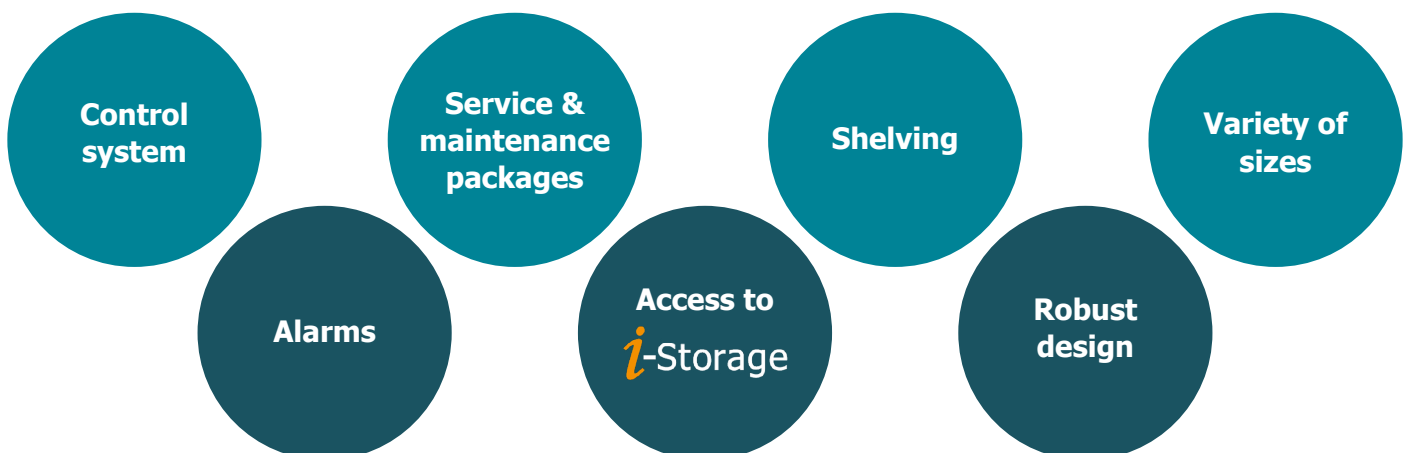 Control
system
Service &
maintenance
packages
Shelving
Variety of
sizes
Alarms
Access to
i-Storage
Robust
design